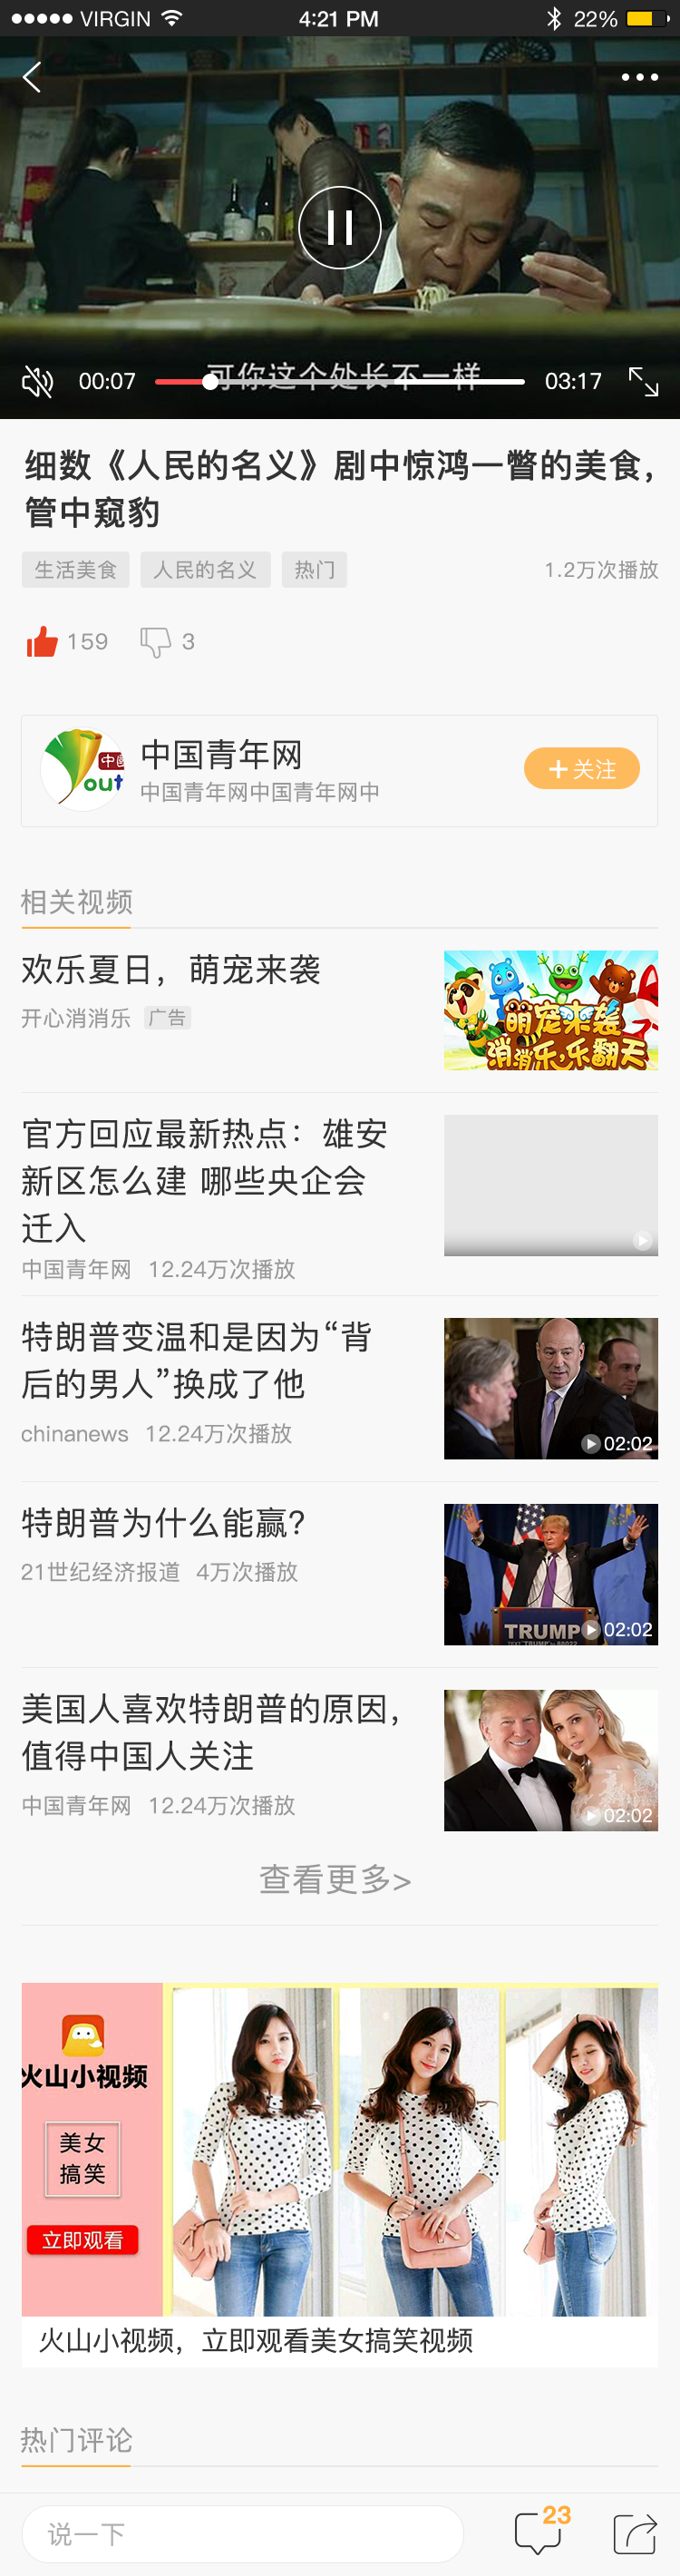 VIRGIN 4:21 PM 22%
可你这个处长不一样
00:07 03:17
细数《人民的名义》剧中惊鸿一瞥的美食,
管中窥豹
生活美食 人民的名义 热门 1.2万次播放
159 3
中国青年网
中国青年网中国青年网中
+关注
中国
out
相关视频
欢乐夏日，萌宠来袭
开心消消乐 广告
萌宠来袭
消消乐,乐翻天
官方回应最新热点：雄安
新区怎么建 哪些央企会
迁入
中国青年网 12.24万次播放
特朗普变温和是因为“背
后的男人”换成了他
chinanews 12.24万次播放
02:02
特朗普为什么能赢?
21世纪经济报道 4万次播放
TRUMP
02:02
美国人喜欢特朗普的原因，
值得中国人关注
中国青年网 12.24万次播放
02:02
查看更多>
火山小视频
美女
搞笑
立即观看
火山小视频，立即观看美女搞笑视频
热门评论
说一下
23